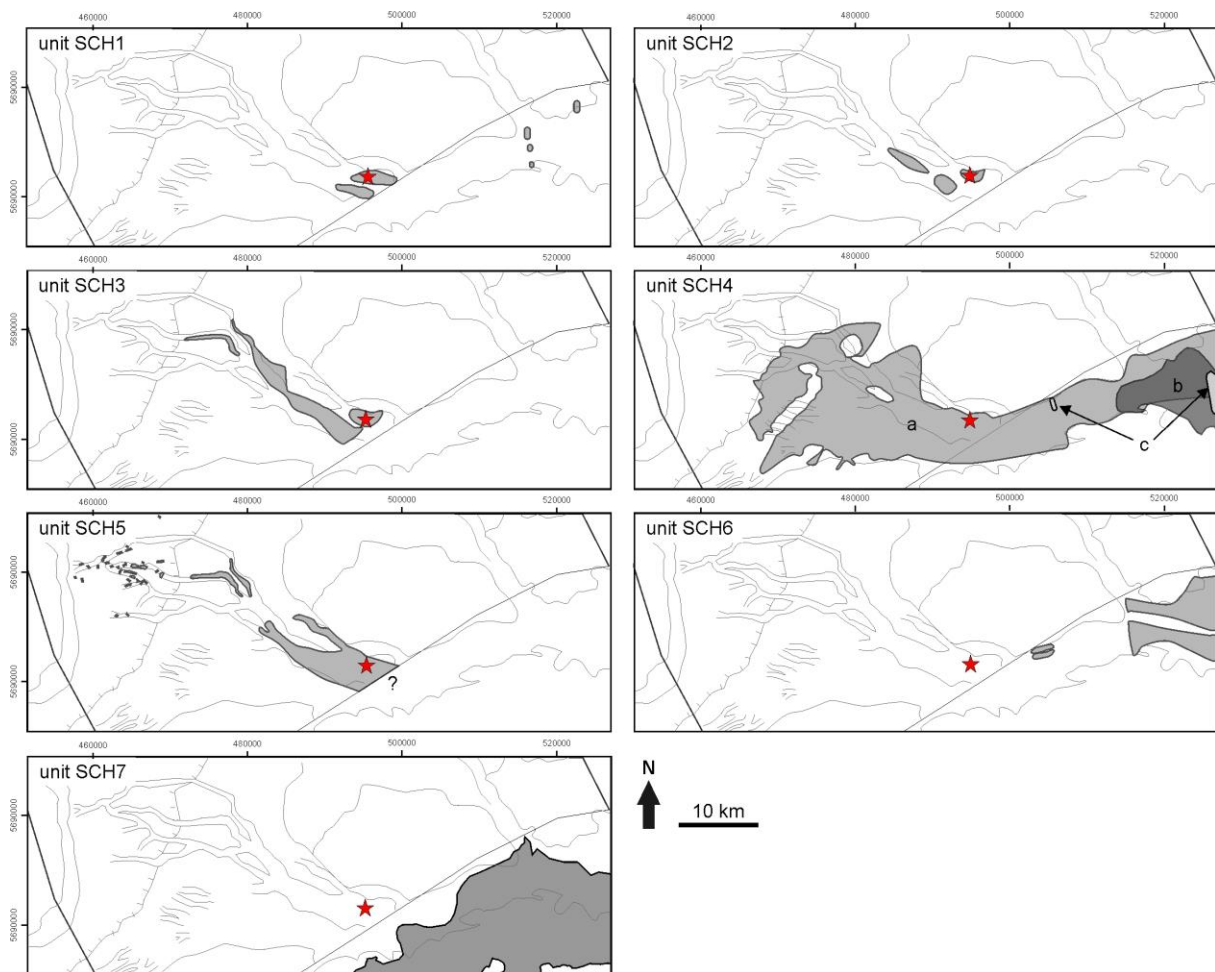 460000 480000 500000 520000
460000 480000 500000 520000
unit SCH1
unit SCH2
5690000
5690000
460000 480000 500000 520000
460000 480000 500000 520000
unit SCH3
unit SCH4
5690000
5690000
a
b
c
460000 480000 500000 520000
460000 480000 500000 520000
unit SCH5
unit SCH6
5690000
5690000
?
460000 480000 500000 520000
unit SCH7
N
10 km
5690000
5690000